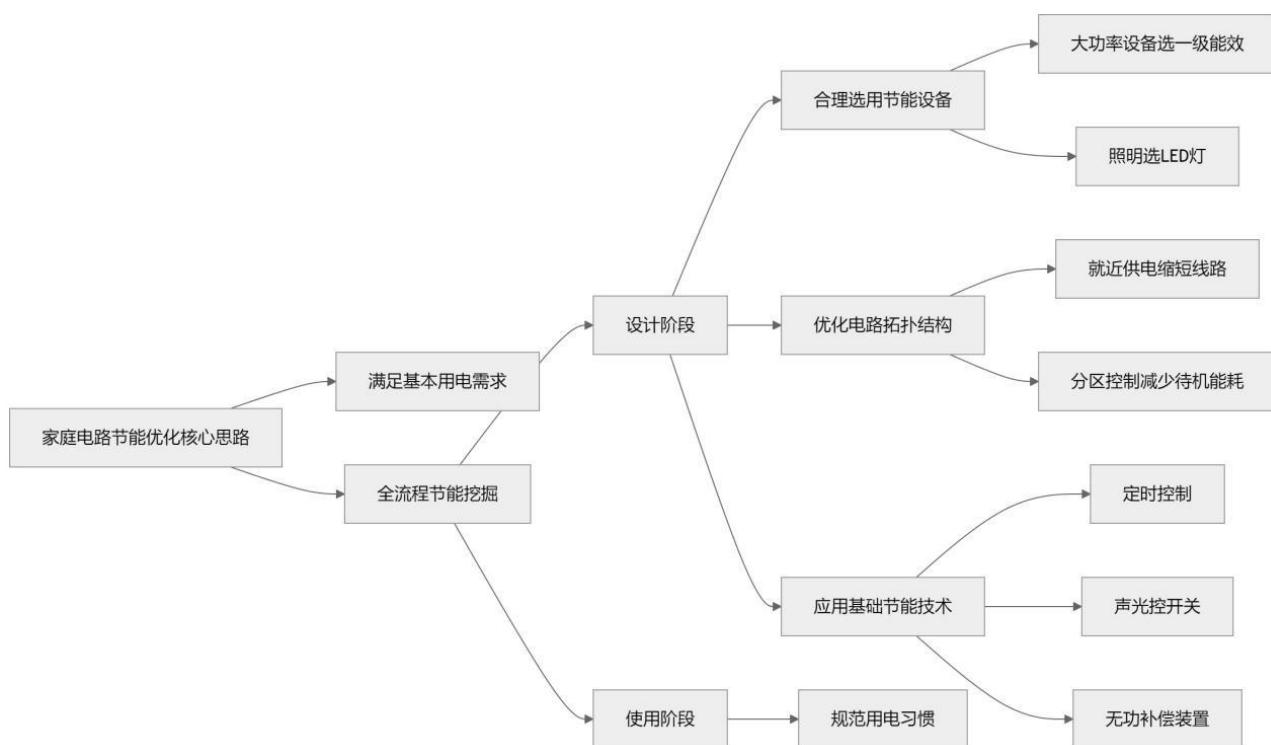 家庭电路节能优化核心思路
满足基本用电需求
全流程节能挖掘
设计阶段
使用阶段
合理选用节能设备
优化电路拓扑结构
应用基础节能技术
规范用电习惯
大功率设备选一级能效
照明选LED灯
就近供电缩短线路
分区控制减少待机能耗
定时控制
声光控开关
无功补偿装置